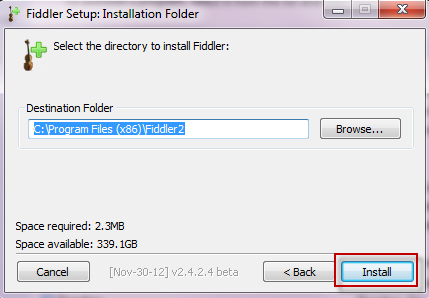 Fiddler Setup: Installation Folder
Select the directory to install Fiddler:
Destination Folder
C:\Program Files (x86)\Fiddler2
Browse...
Space required: 2.3MB
Space available: 339.1GB
Cancel
[Nov-30-12] v2.4.2.4 beta
< Back
Install